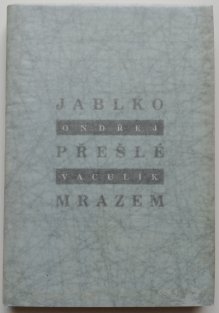 JABLKO
ONDŘEJ
PŘEŠLÉ
VACULÍK
MRAZEM